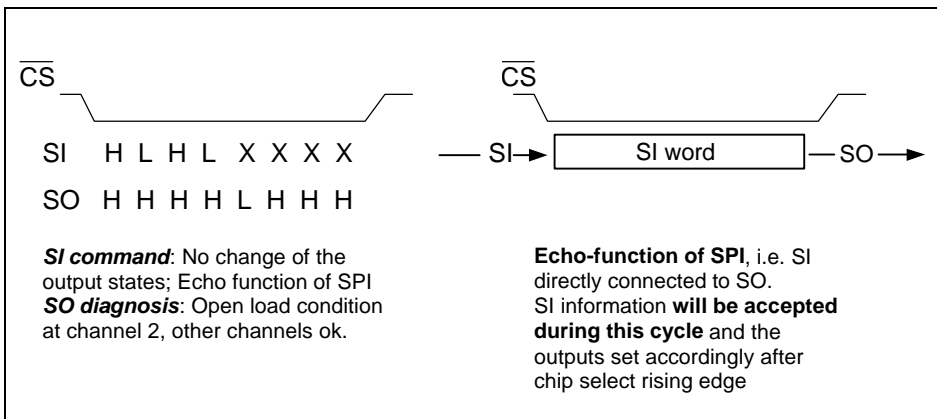 CS
SI H L H L X X X X
SO H H H H L H H H
SI command: No change of the
output states; Echo function of SPI
SO diagnosis: Open load condition
at channel 2, other channels ok.
CS
SI SI word SO
Echo-function of SPI, i.e. SI
directly connected to SO.
SI information will be accepted
during this cycle and the
outputs set accordingly after
chip select rising edge